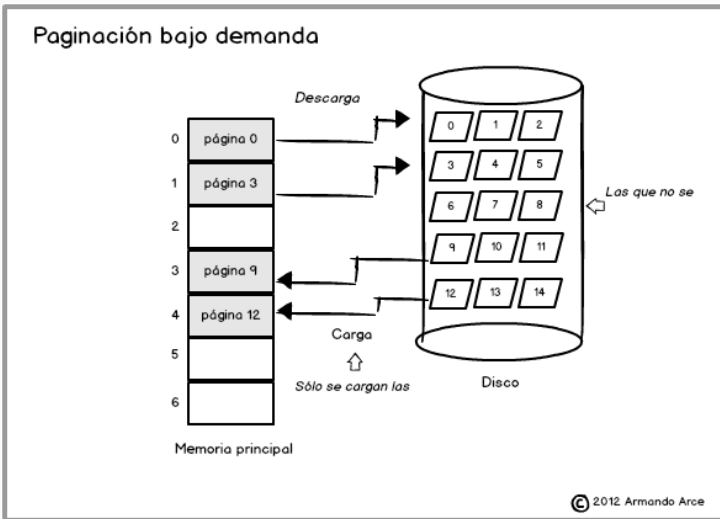 Paginación bajo demanda
Descarga
0 página 0
1 página 3
2
3 página 9
4 página 12
5
6
Memoria principal
0 1 2
3 4 5
6 7 8
9 10 11
12 13 14
Las que no se
Carga
Sólo se cargan las
Disco
© 2012 Armando Arce